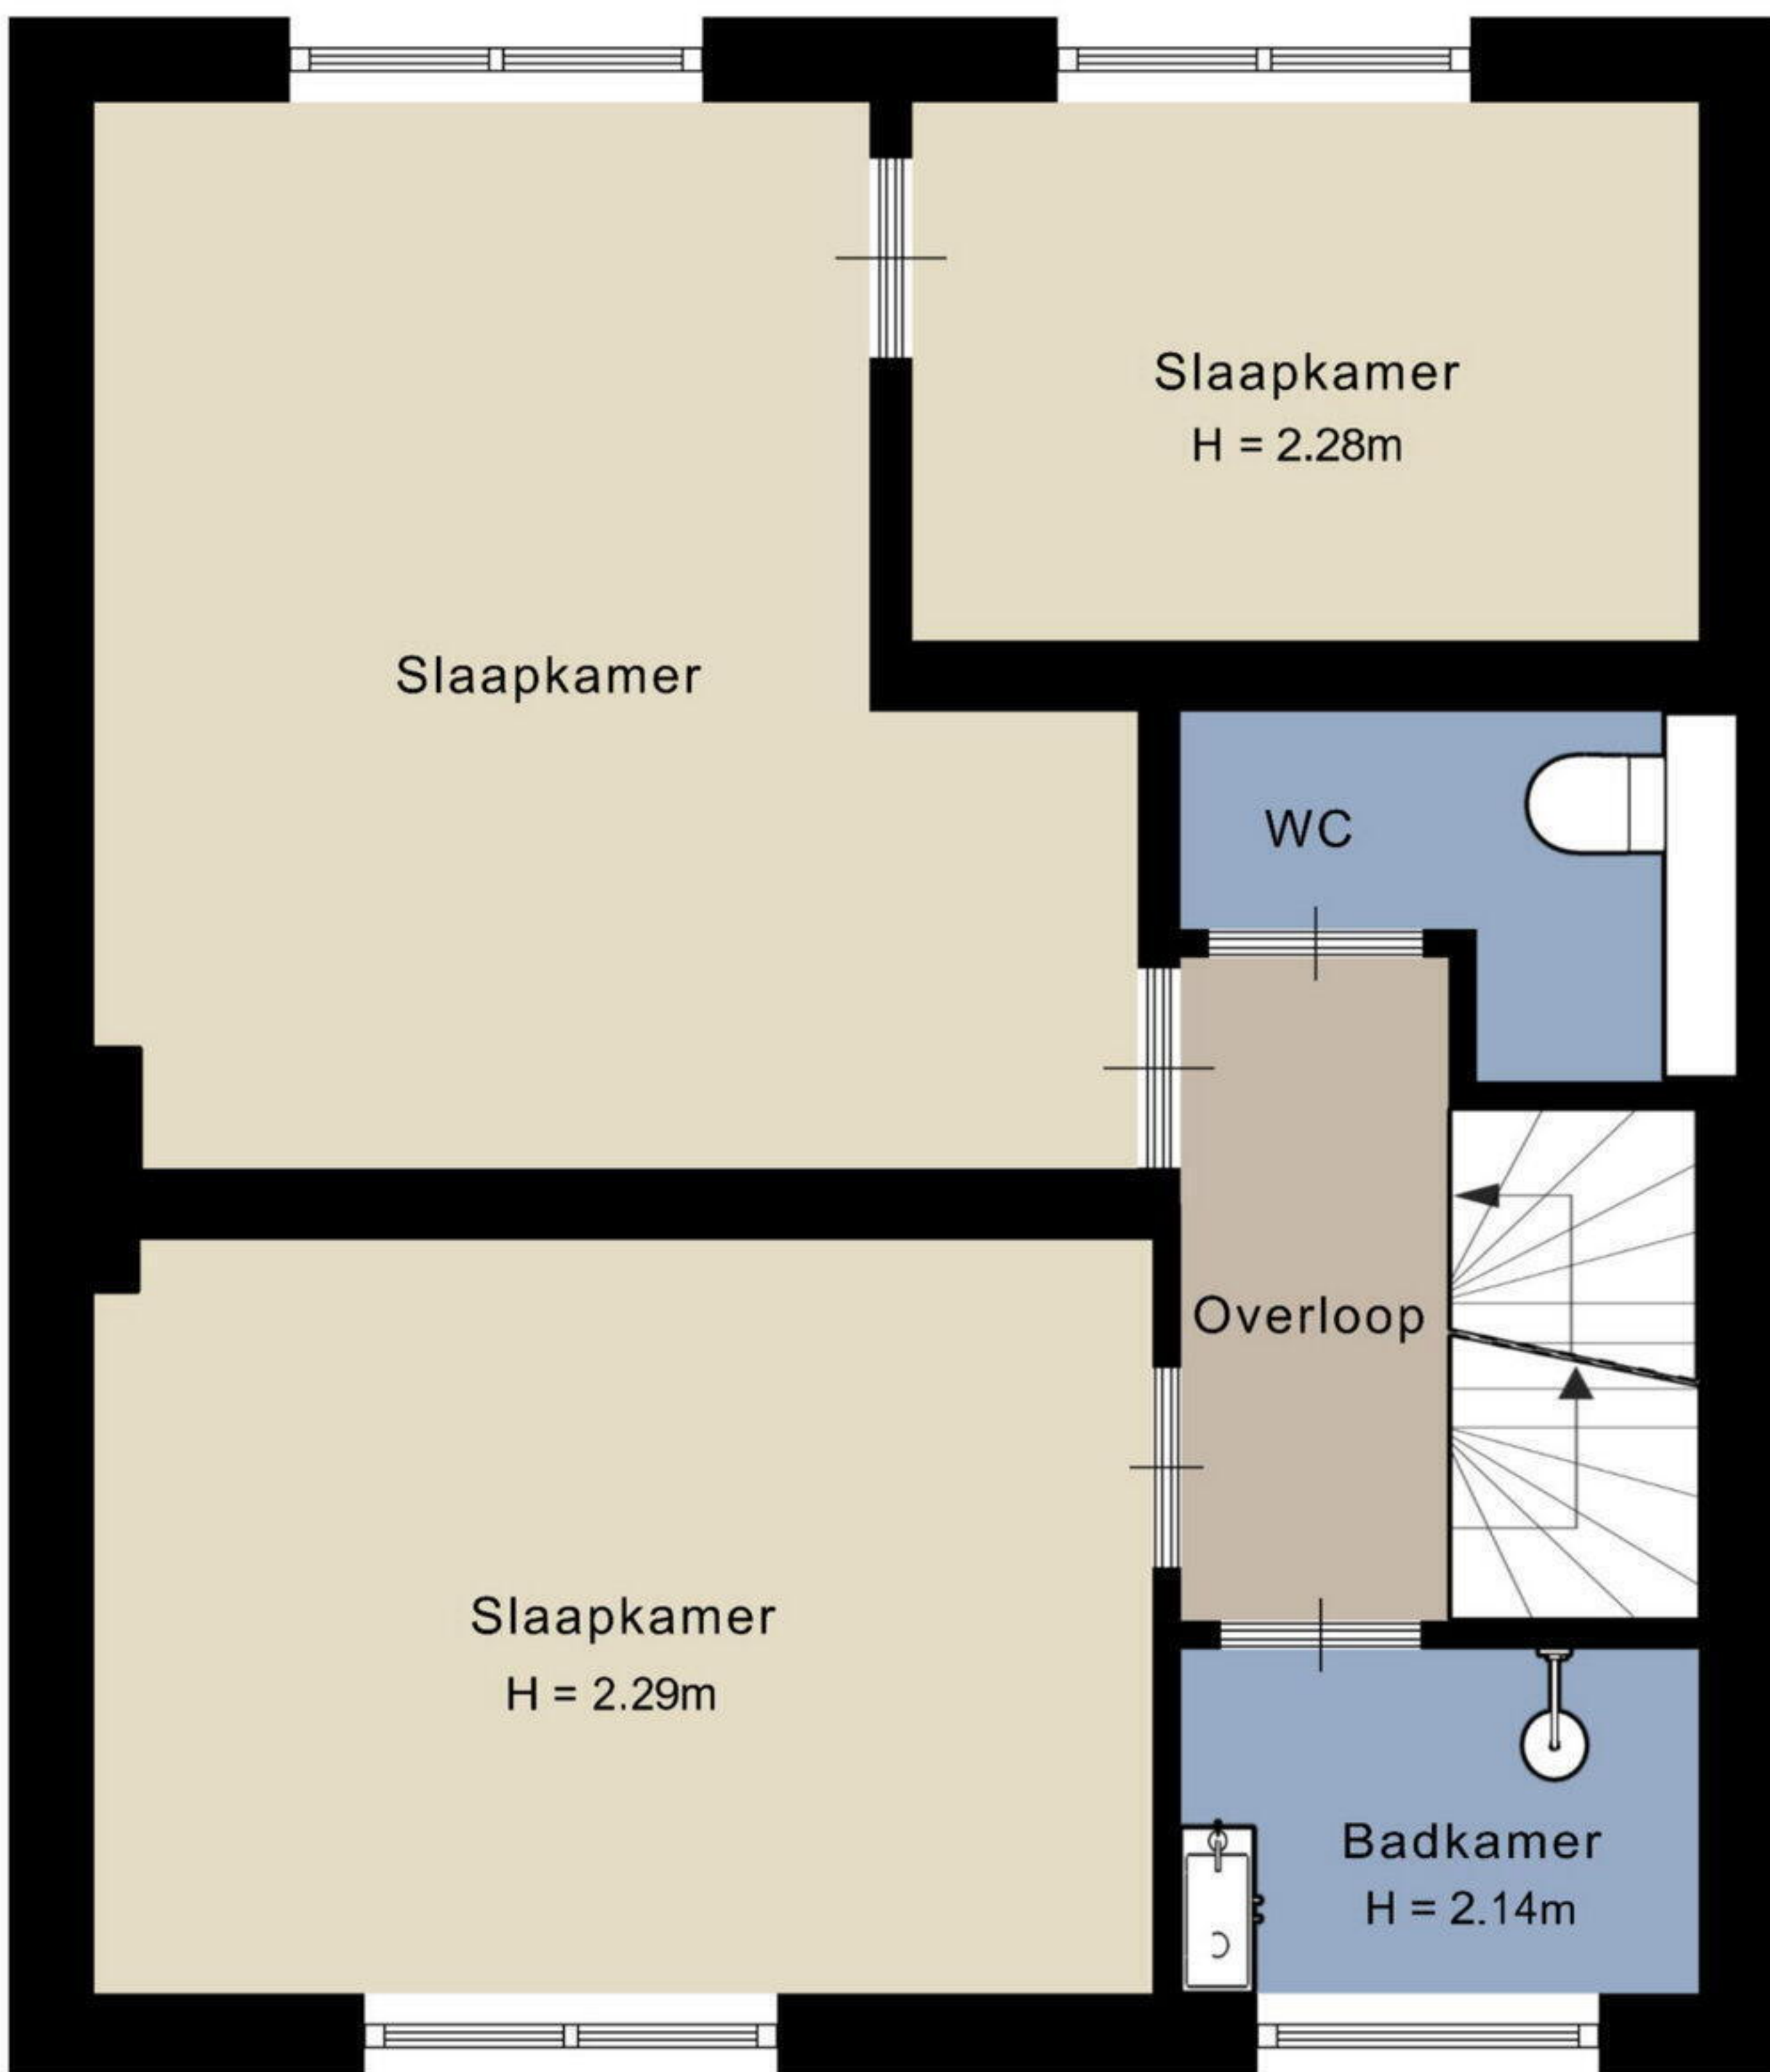 Slaapkamer
H = 2.28m
Slaapkamer
WC
Overloop
Slaapkamer
H = 2.29m
Badkamer
H = 2.14m